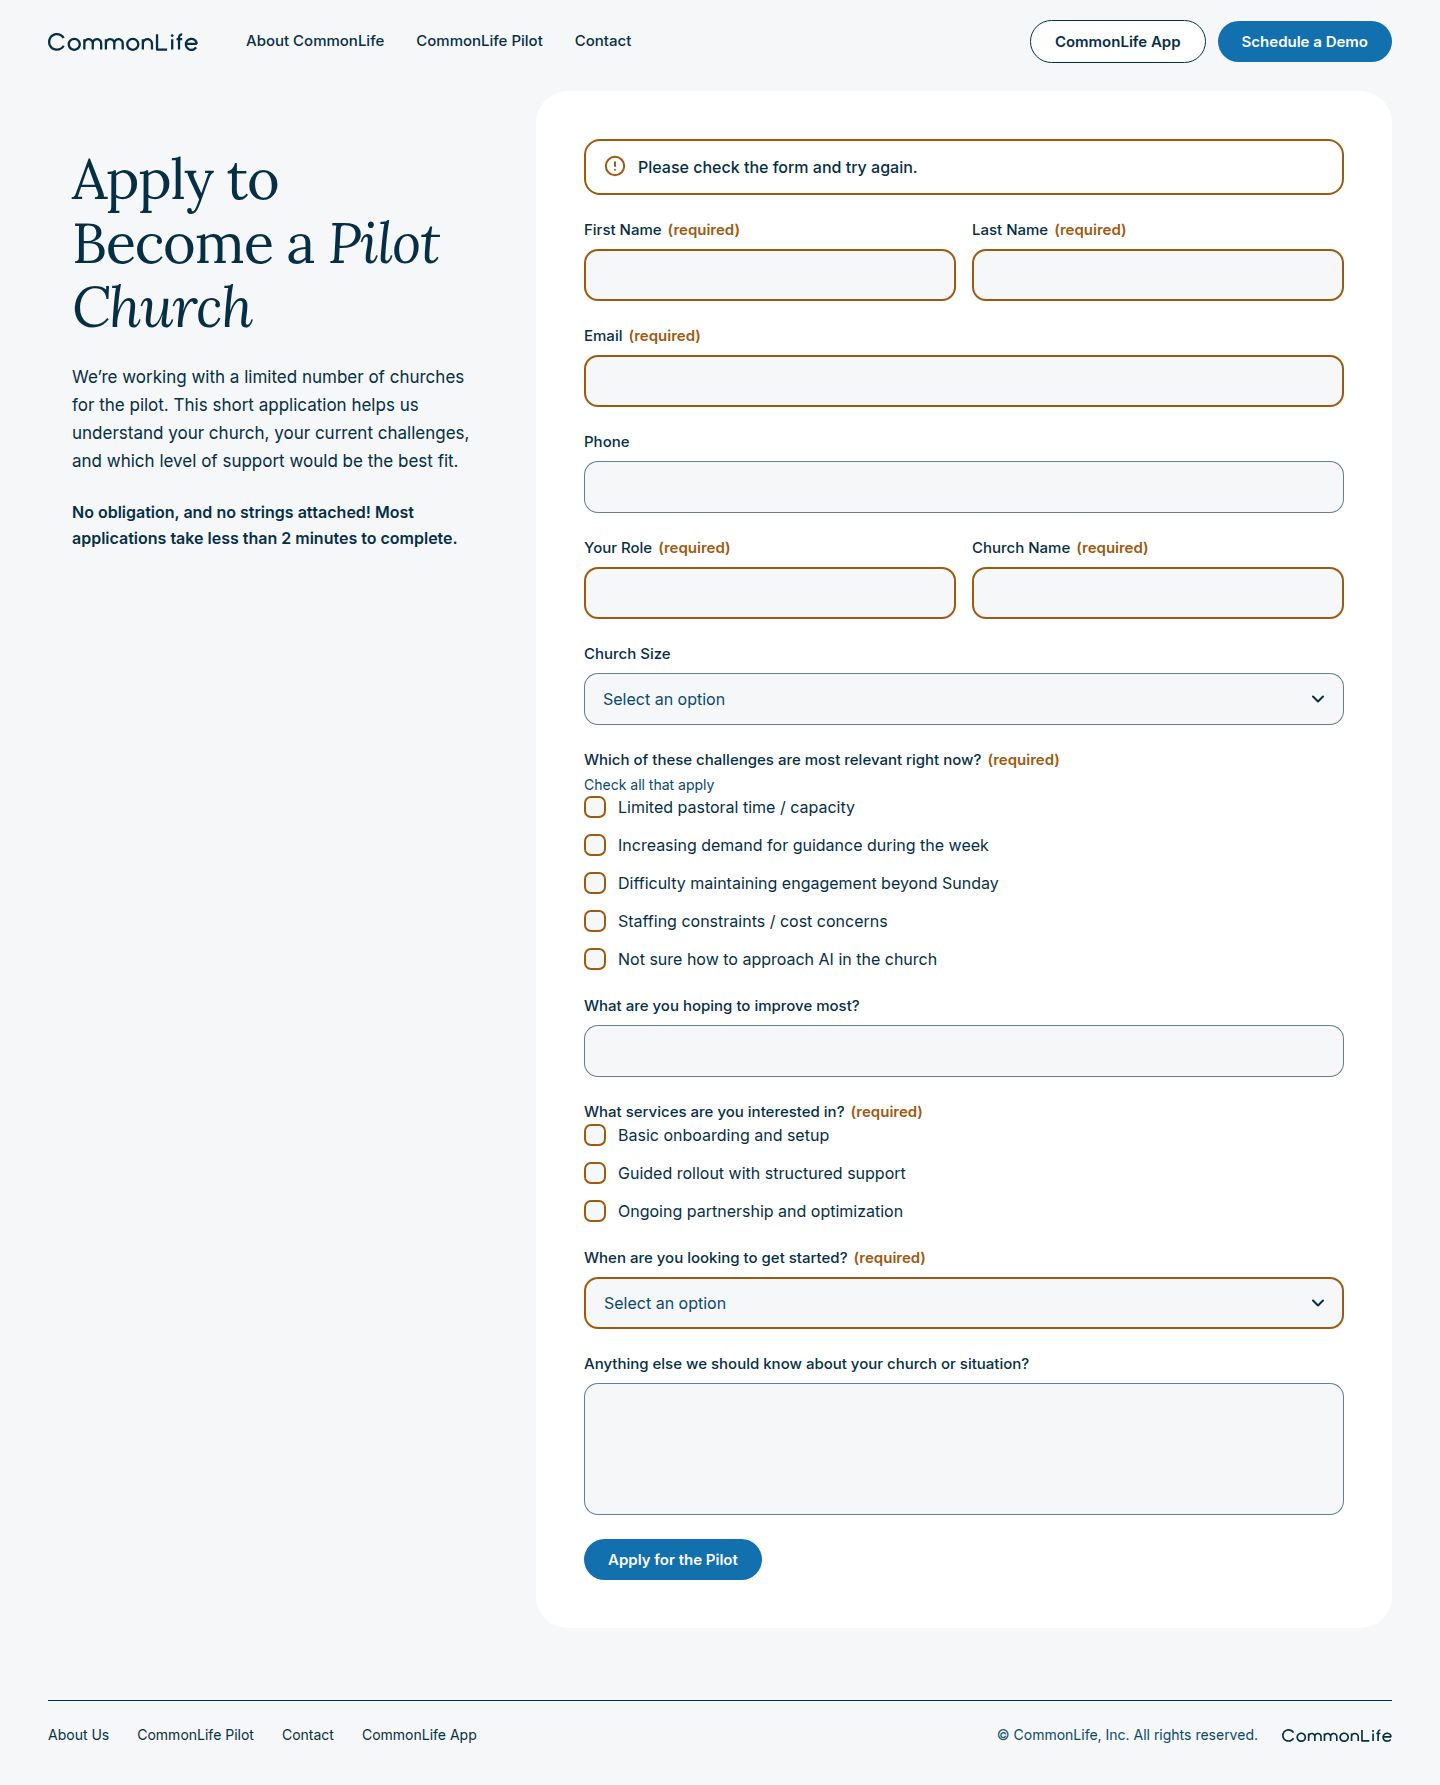 CommonLife
About CommonLife
CommonLife Pilot
Contact
CommonLife App
Schedule a Demo
Apply to
Become a Pilot
Church
We’re working with a limited number of churches
for the pilot. This short application helps us
understand your church, your current challenges,
and which level of support would be the best fit.
No obligation, and no strings attached! Most
applications take less than 2 minutes to complete.
Please check the form and try again.
First Name (required)
Last Name (required)
Email (required)
Phone
Your Role (required)
Church Name (required)
Church Size
Select an option
Which of these challenges are most relevant right now? (required)
Check all that apply
Limited pastoral time / capacity
Increasing demand for guidance during the week
Difficulty maintaining engagement beyond Sunday
Staffing constraints / cost concerns
Not sure how to approach AI in the church
What are you hoping to improve most?
What services are you interested in? (required)
Basic onboarding and setup
Guided rollout with structured support
Ongoing partnership and optimization
When are you looking to get started? (required)
Select an option
Anything else we should know about your church or situation?
Apply for the Pilot
About Us
CommonLife Pilot
Contact
CommonLife App
© CommonLife, Inc. All rights reserved.
CommonLife